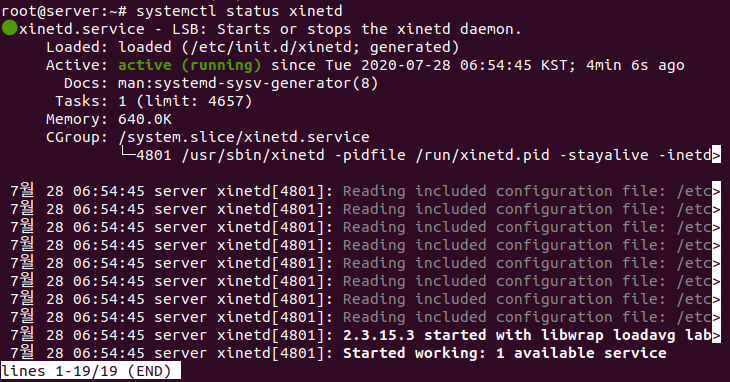 root@server:~# systemctl status xinetd
●xinetd.service - LSB: Starts or stops the xinetd daemon.
Loaded: loaded (/etc/init.d/xinetd; generated)
Active: active (running) since Tue 2020-07-28 06:54:45 KST; 4min 6s ago
Docs: man:systemd-sysv-generator(8)
Tasks: 1 (limit: 4657)
Memory: 640.0K
CGroup: /system.slice/xinetd.service
└─4801 /usr/sbin/xinetd -pidfile /run/xinetd.pid -stayalive -inetd>
7월 28 06:54:45 server xinetd[4801]: Reading included configuration file: /etc>
7월 28 06:54:45 server xinetd[4801]: Reading included configuration file: /etc>
7월 28 06:54:45 server xinetd[4801]: Reading included configuration file: /etc>
7월 28 06:54:45 server xinetd[4801]: Reading included configuration file: /etc>
7월 28 06:54:45 server xinetd[4801]: Reading included configuration file: /etc>
7월 28 06:54:45 server xinetd[4801]: Reading included configuration file: /etc>
7월 28 06:54:45 server xinetd[4801]: Reading included configuration file: /etc>
7월 28 06:54:45 server xinetd[4801]: Reading included configuration file: /etc>
7월 28 06:54:45 server xinetd[4801]: 2.3.15.3 started with libwrap loadavg lab>
7월 28 06:54:45 server xinetd[4801]: Started working: 1 available service
lines 1-19/19 (END)